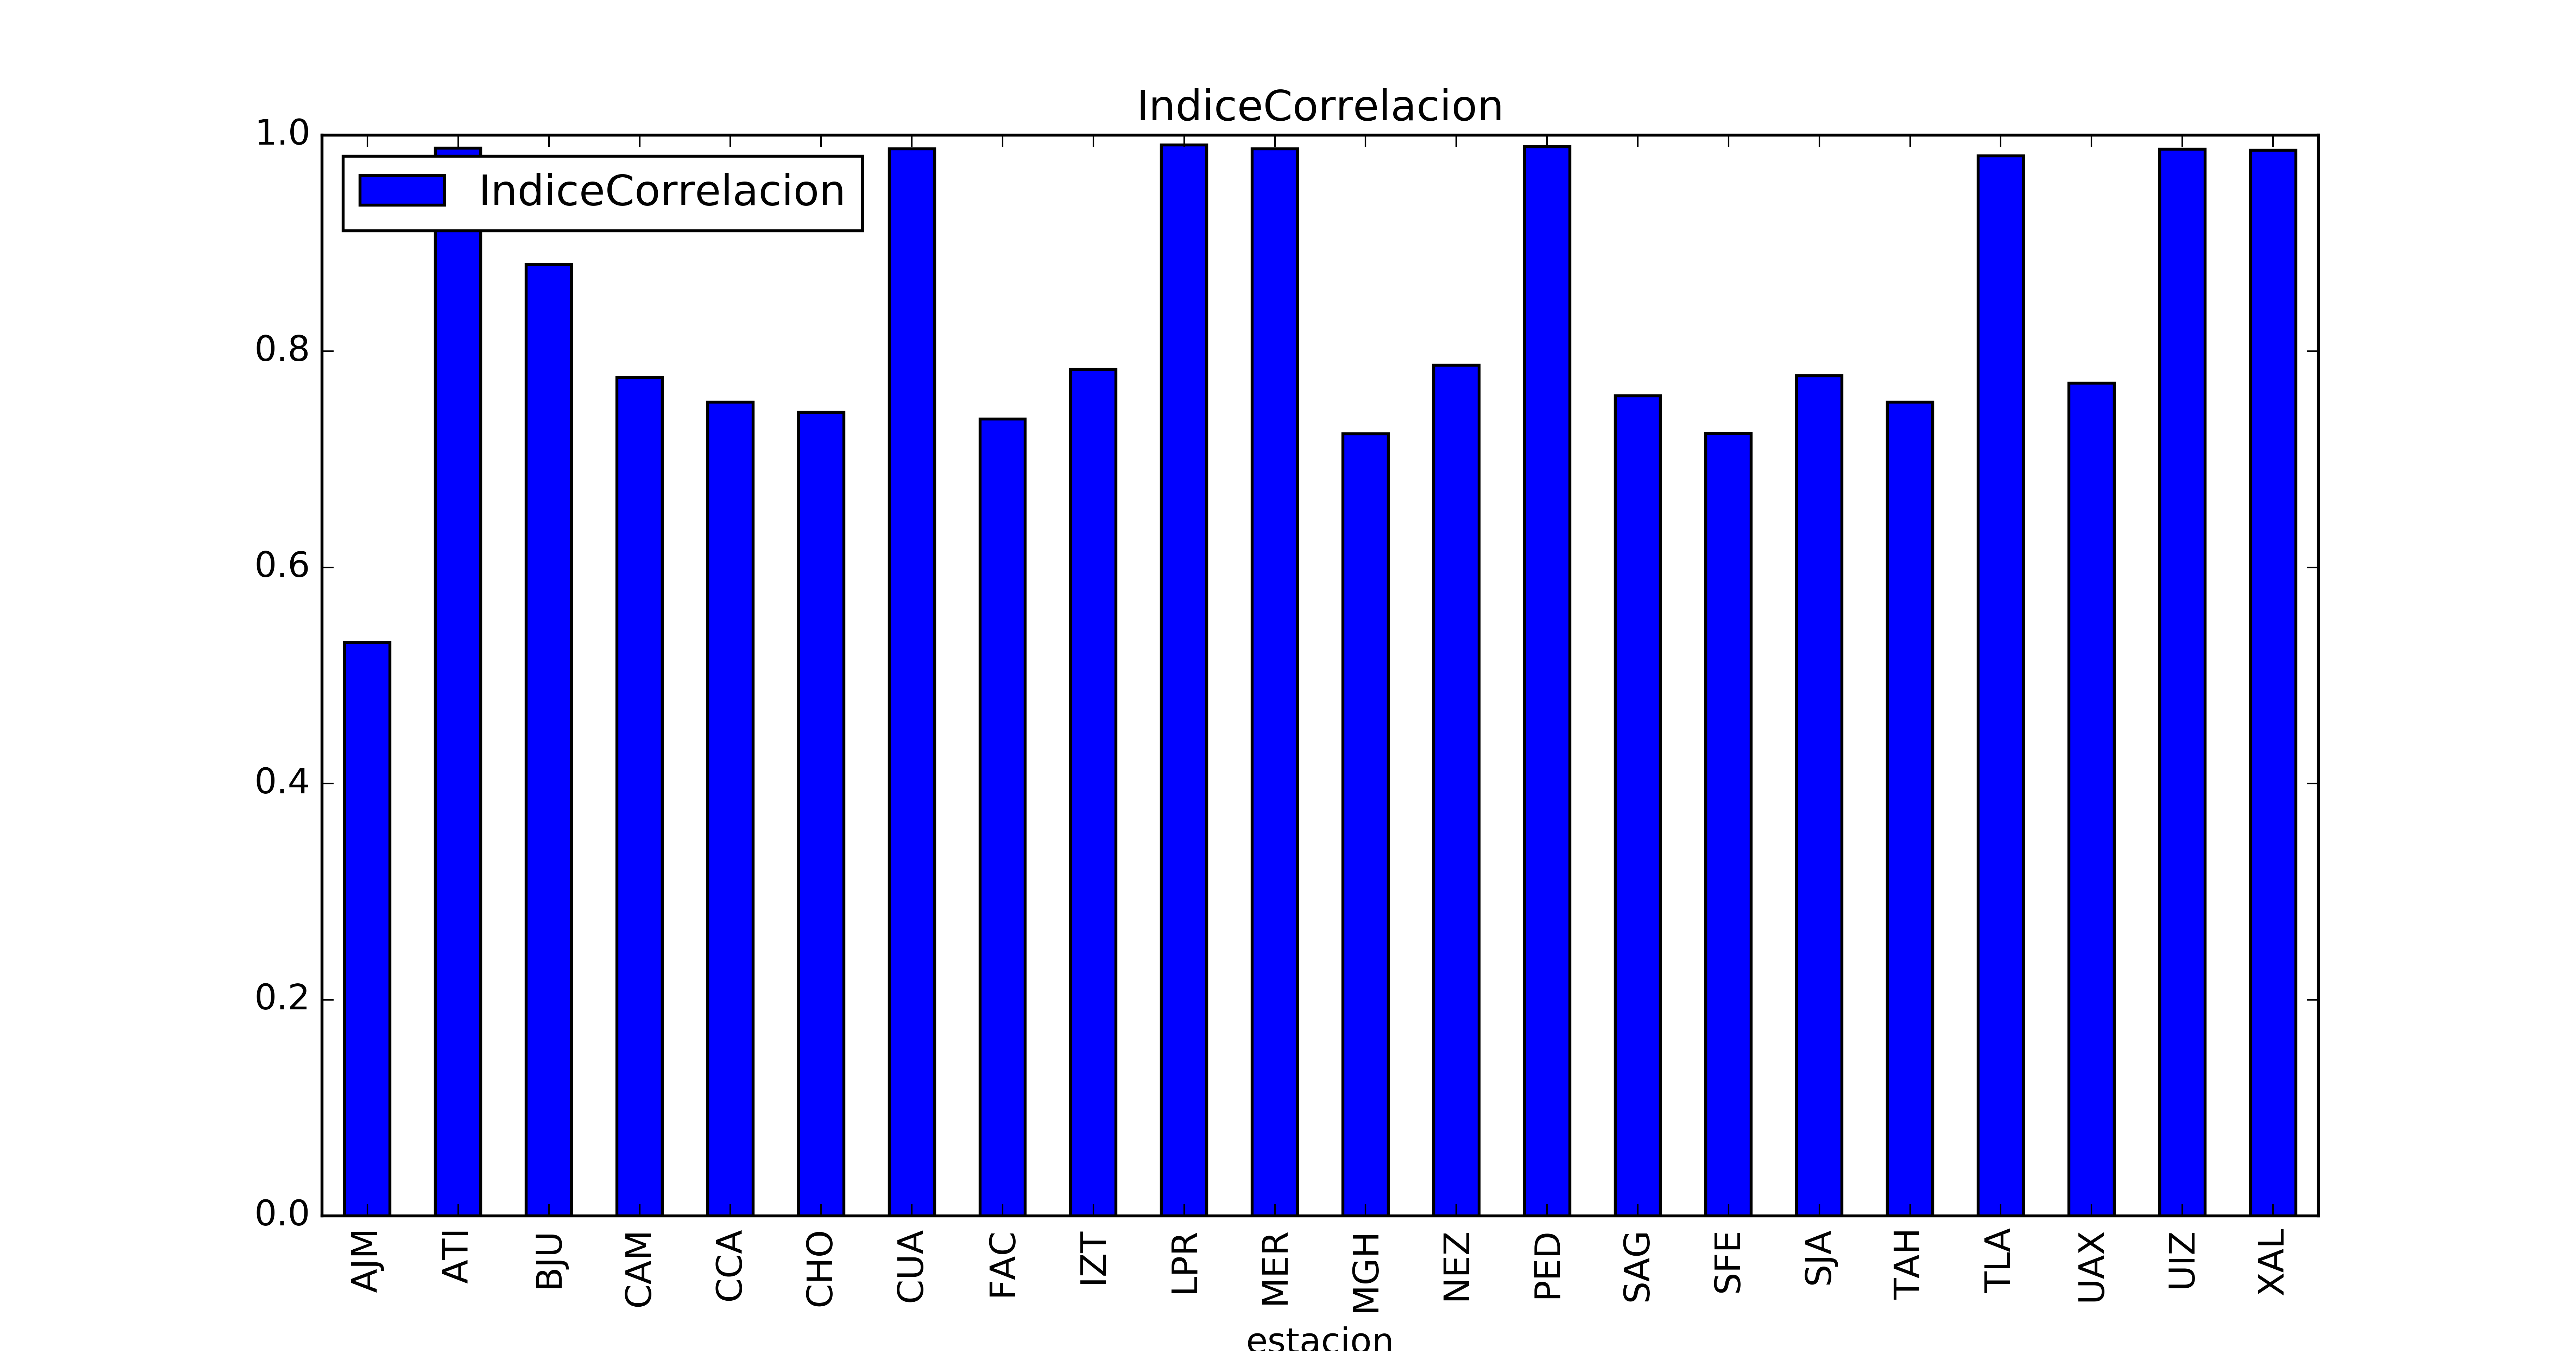 IndiceCorrelacion
1.0
IndiceCorrelacion
0.8
0.6
0.4
0.2
0.0
AJM ATI BJU CAM CCA CHO CUA FAC IZT LPR MER MGH NEZ PED SAG SFE SJA TAH TLA UAX UIZ XAL
estacion